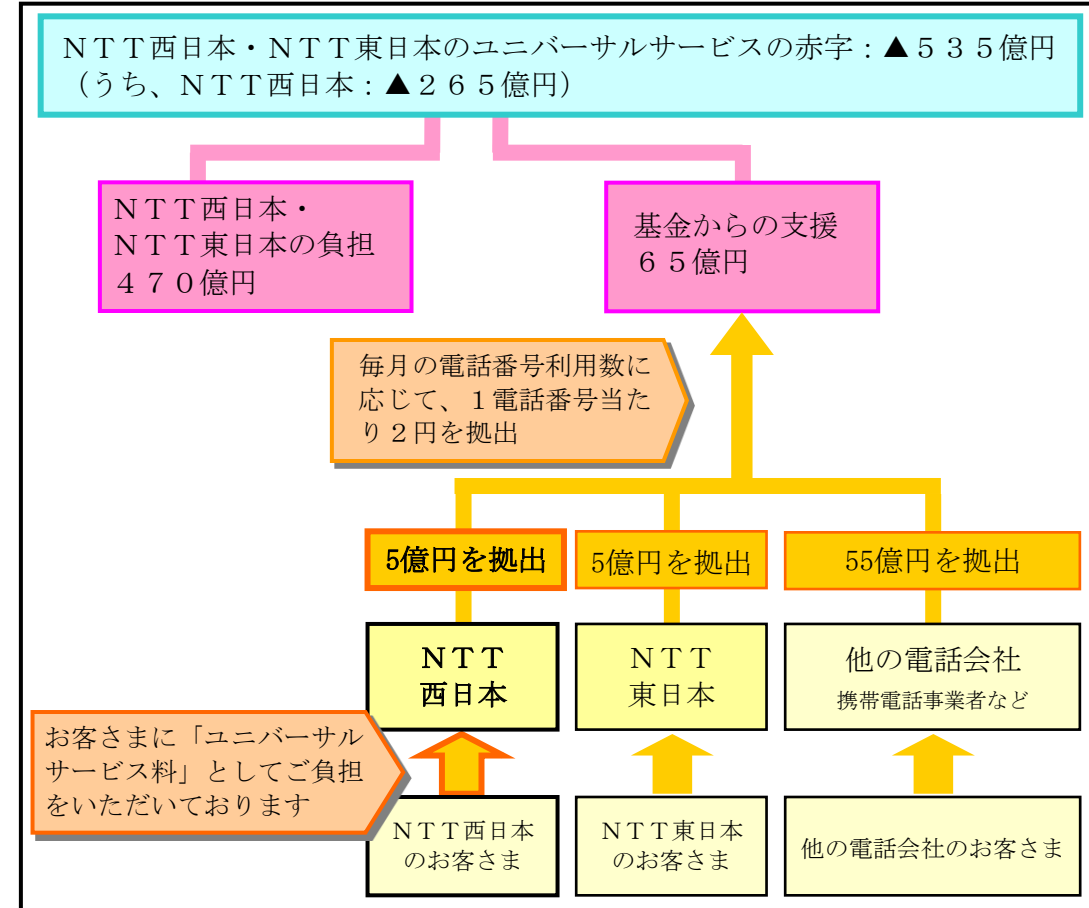 ＮＴＴ西日本・ＮＴＴ東日本のユニバーサルサービスの赤字：▲５３５億円
（うち、ＮＴＴ西日本：▲２６５億円）
ＮＴＴ西日本・
ＮＴＴ東日本の負担
４７０億円
基金からの支援
６５億円
毎月の電話番号利用数に
応じて、１電話番号当た
り２円を拠出
5億円を拠出
5億円を拠出
55億円を拠出
ＮＴＴ
西日本
ＮＴＴ
東日本
他の電話会社
携帯電話事業者など
お客さまに「ユニバーサル
サービス料」としてご負担
をいただいております
ＮＴＴ西日本
のお客さま
ＮＴＴ東日本
のお客さま
他の電話会社のお客さま